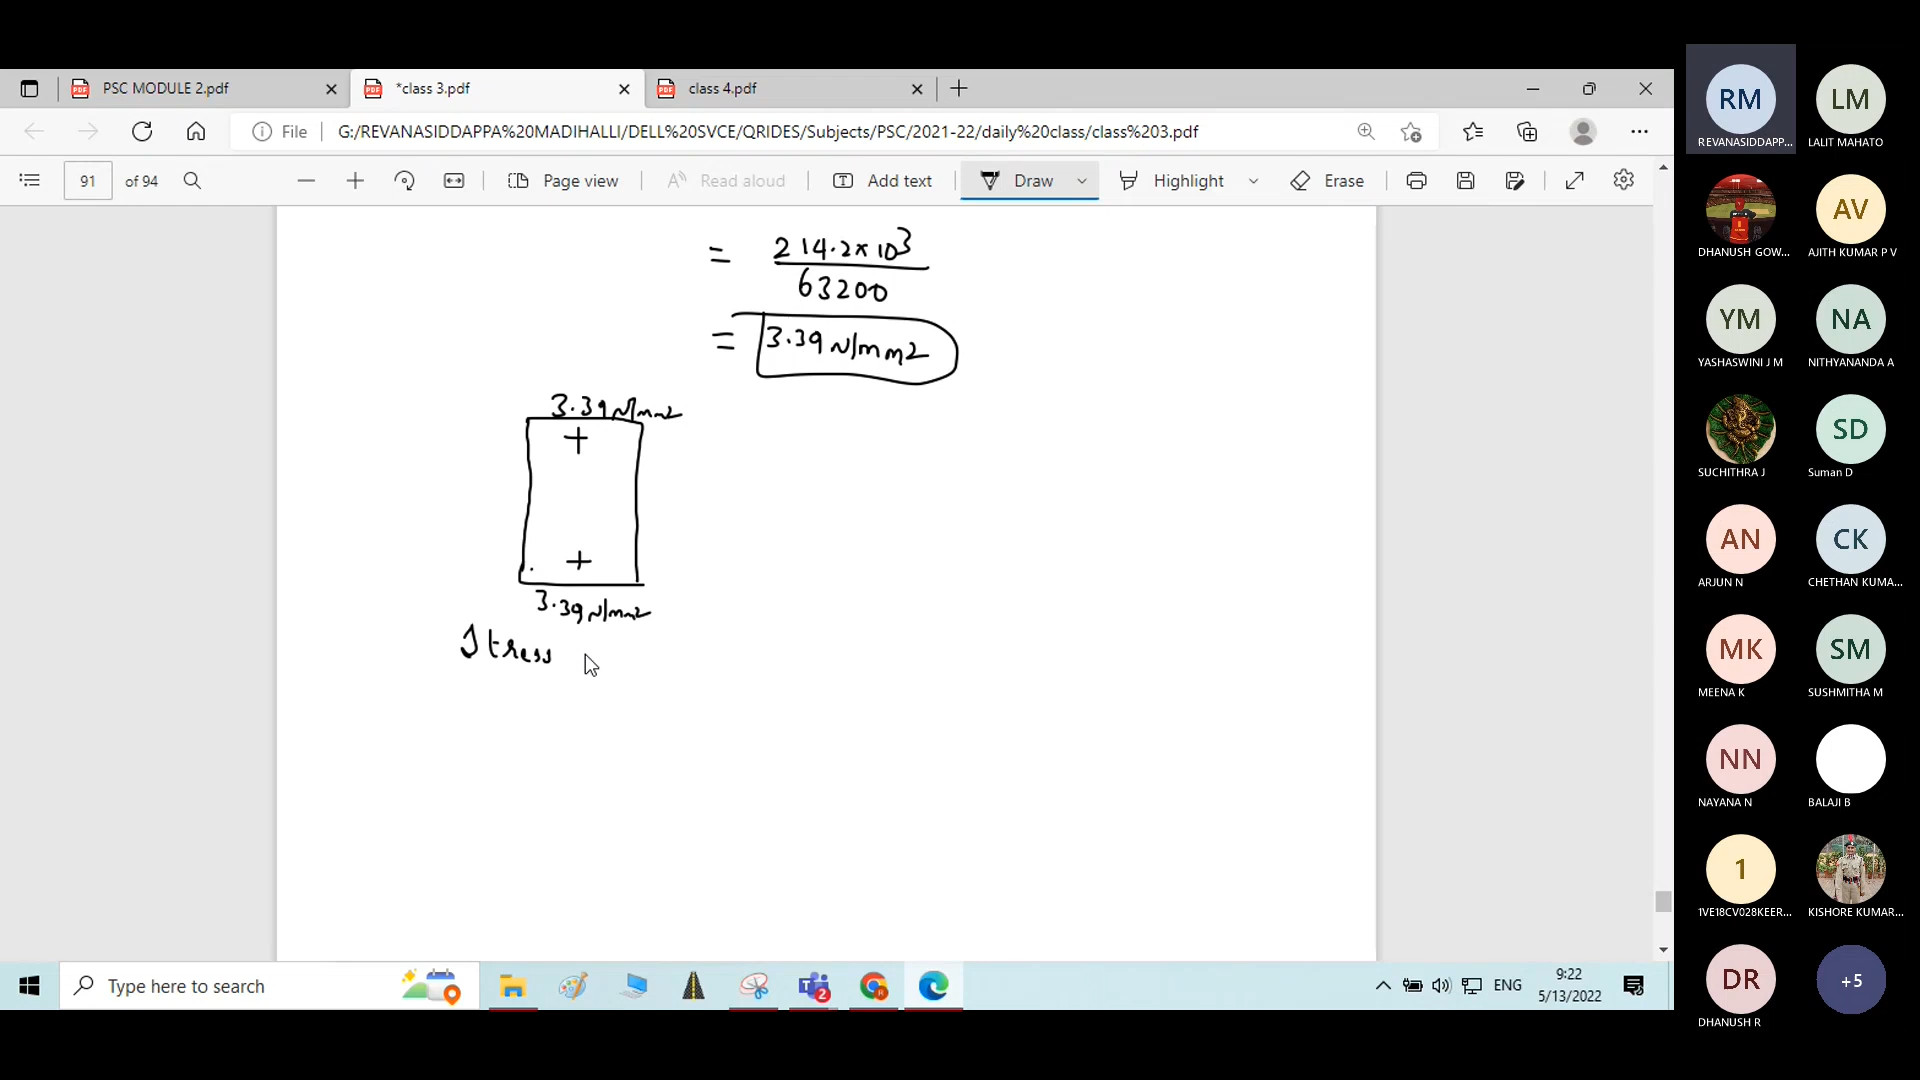 PSC MODULE 2.pdf
*class 3.pdf
class 4.pdf
File
G:/REVANASIDDAPPA%20MADIHALLI/DELL%20SVCE/QRIDES/Subjects/PSC/2021-22/daily%20class/class%203.pdf
91 of 94
Page view
Read aloud
Add text
Draw
Highlight
Erase
= 214.2x10³
63200
= 3.39 N/mm2
3.39 N/mm2
+
+
3.39 N/mm2
Stress
RM
REVANASIDDAPP...
LM
LALIT MAHATO
DHANUSH GOW...
AV
AJITH KUMAR P V
YM
YASHASWINI J M
NA
NITHYANANDA A
SUCHITHRA J
SD
Suman D
AN
ARJUN N
CK
CHETHAN KUMA...
MK
MEENA K
SM
SUSHMITHA M
NN
NAYANA N
BALAJI B
1
1VE18CV028KEER...
KISHORE KUMAR...
DR
DHANUSH R
+5
Type here to search
2
ENG
9:22
5/13/2022